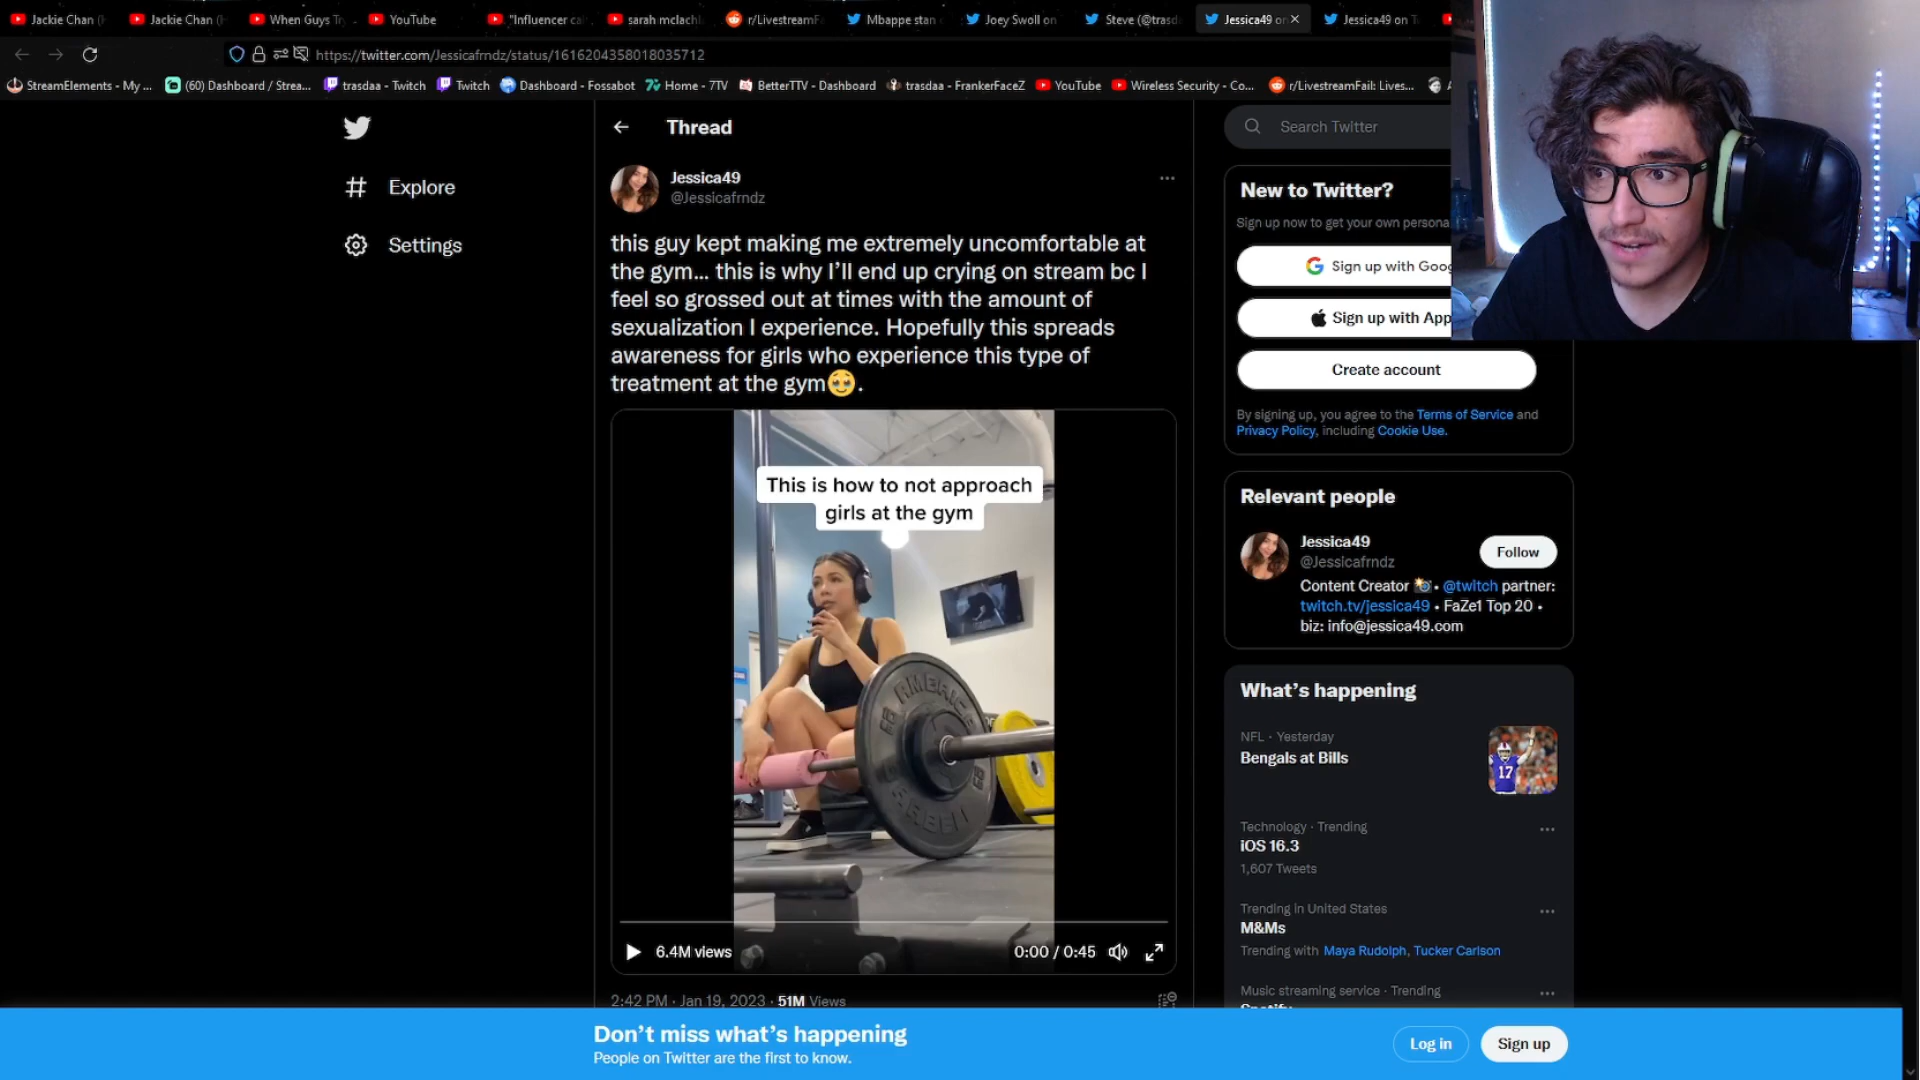 Jackie Chan (
Jackie Chan (
When Guys Tr
YouTube
"Influencer ca
sarah mclachl
r/LivestreamF
Mbappe stan
Joey Swoll on
Steve (@trasd
Jessica49 on
Jessica49 on T
https://twitter.com/Jessicafrndz/status/1616204358018035712
StreamElements - My ...
(60) Dashboard / Strea...
trasdaa - Twitch
Twitch
Dashboard - Fossabot
Home - 7TV
BetterTTV - Dashboard
trasdaa - FrankerFaceZ
YouTube
Wireless Security - Co...
r/LivestreamFail: Lives...
Explore
Settings
Thread
Jessica49
@Jessicafrndz
this guy kept making me extremely uncomfortable at
the gym... this is why I'll end up crying on stream bc I
feel so grossed out at times with the amount of
sexualization I experience. Hopefully this spreads
awareness for girls who experience this type of
treatment at the gym🥹.
This is how to not approach
girls at the gym
AMERICA
BARBELL
6.4M views
0:00 / 0:45
2:42 PM · Jan 19, 2023 · 51M Views
Search Twitter
New to Twitter?
Sign up now to get your own persona
Sign up with Goog
Sign up with App
Create account
By signing up, you agree to the Terms of Service and
Privacy Policy, including Cookie Use.
Relevant people
Jessica49
@Jessicafrndz
Follow
Content Creator 📸• @twitch partner:
twitch.tv/jessica49 • FaZe1 Top 20 •
biz: info@jessica49.com
What's happening
NFL · Yesterday
Bengals at Bills
17
Technology · Trending
iOS 16.3
1,607 Tweets
Trending in United States
M&Ms
Trending with Maya Rudolph, Tucker Carlson
Music streaming service · Trending
Spotify
Don't miss what's happening
People on Twitter are the first to know.
Log in
Sign up